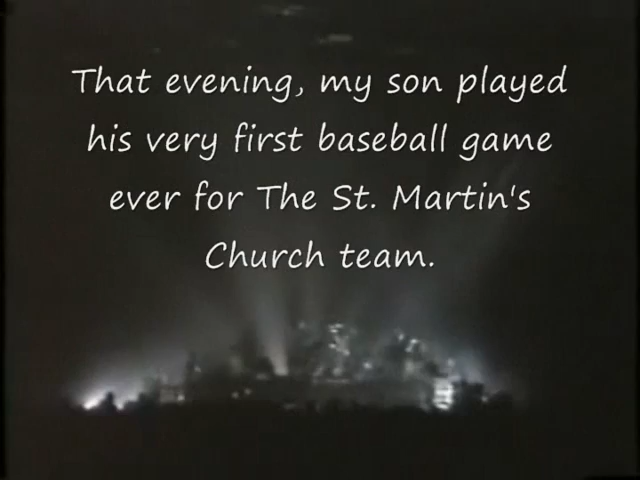 That evening, my son played
his very first baseball game
ever for The St. Martin's
Church team.